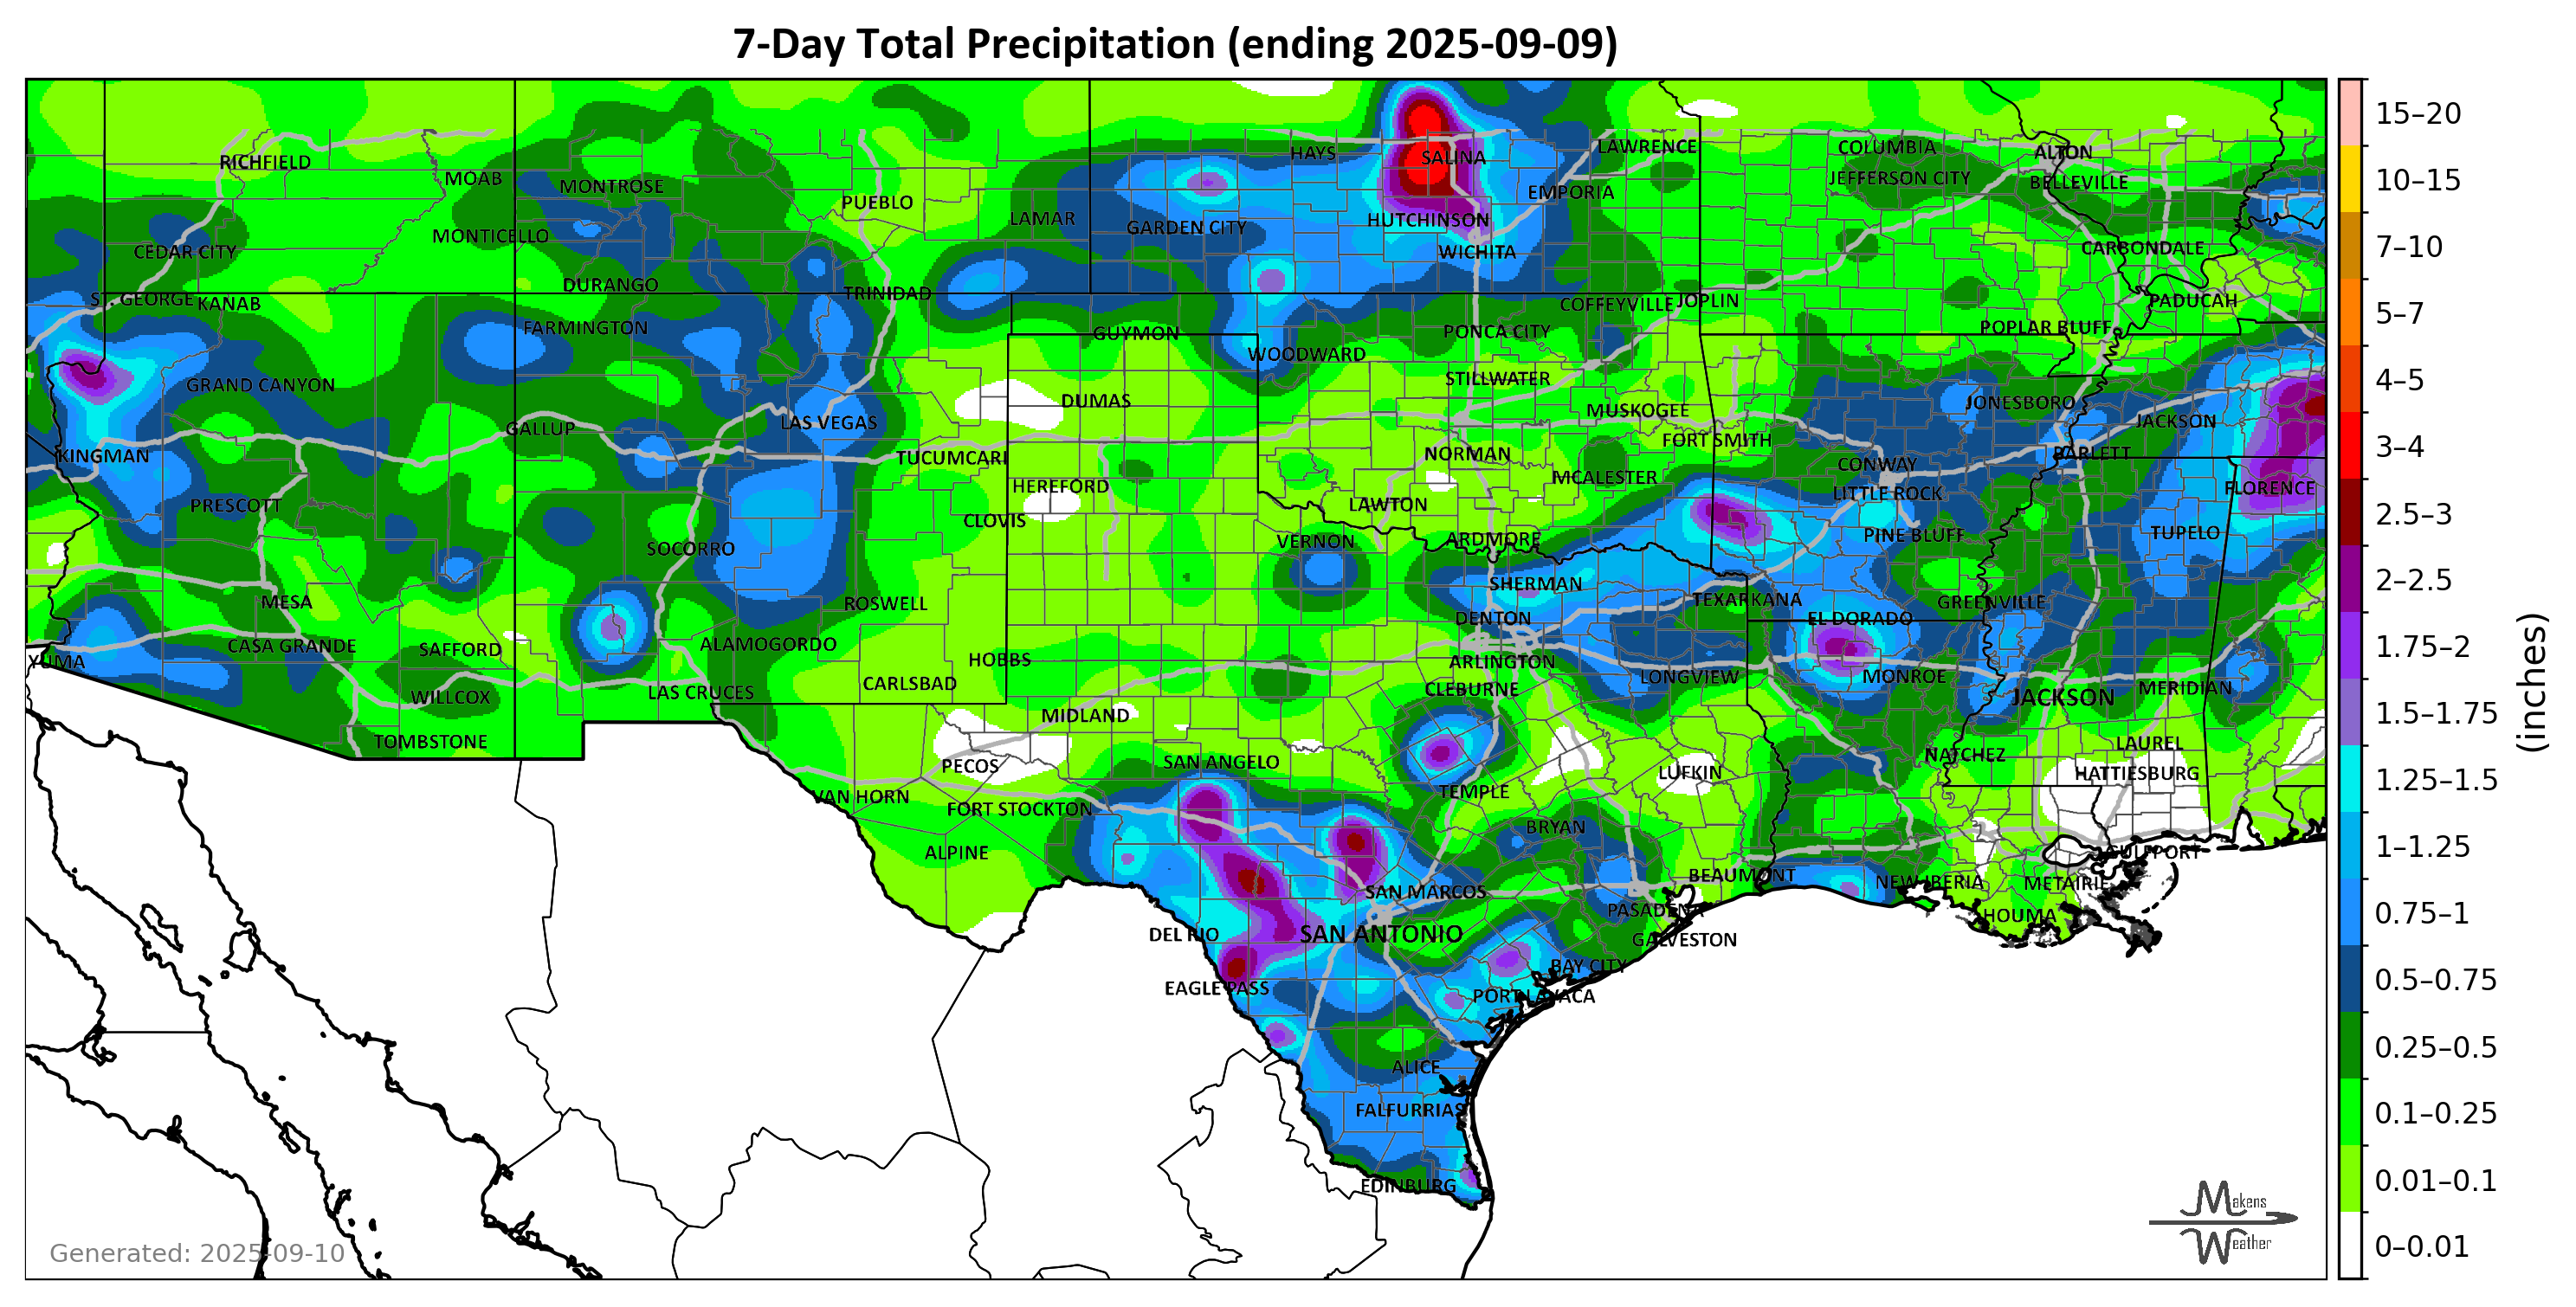 7-Day Total Precipitation (ending 2025-09-09)
HAYS
SALINA
LAWRENCE
COLUMBIA
ALTON
RICHFIELD
MOAB
MONTROSE
JEFFERSON CITY
BELLEVILLE
PUEBLO
LAMAR
GARDEN CITY
HUTCHINSON
EMPORIA
MONTICELLO
CEDAR CITY
WICHITA
CARBONDALE
DURANGO
TRINIDAD
ST. GEORGE
KANAB
COFFEYVILLE
JOPLIN
PADUCAH
FARMINGTON
GUYMON
PONCA CITY
POPLAR BLUFF
WOODWARD
GRAND CANYON
STILLWATER
DUMAS
MUSKOGEE
JONESBORO
JACKSON
LAS VEGAS
GALLUP
FORT SMITH
KINGMAN
TUCUMCARI
NORMAN
BARLETT
CONWAY
HEREFORD
MCALESTER
LITTLE ROCK
FLORENCE
PRESCOTT
LAWTON
CLOVIS
SOCORRO
VERNON
ARDMORE
PINE BLUFF
TUPELO
SHERMAN
MESA
ROSWELL
TEXARKANA
GREENVILLE
DENTON
EL DORADO
CASA GRANDE
SAFFORD
ALAMOGORDO
HOBBS
ARLINGTON
YUMA
CARLSBAD
CLEBURNE
LONGVIEW
MONROE
MERIDIAN
WILLCOX
LAS CRUCES
JACKSON
MIDLAND
TOMBSTONE
NATCHEZ
LAUREL
PECOS
SAN ANGELO
LUFKIN
HATTIESBURG
VAN HORN
FORT STOCKTON
TEMPLE
BRYAN
ALPINE
GULFPORT
SAN MARCOS
BEAUMONT
NEW IBERIA
METAIRIE
PASADENA
HOUMA
DEL RIO
SAN ANTONIO
GALVESTON
BAY CITY
EAGLE PASS
PORT LAVACA
ALICE
FALFURRIAS
EDINBURG
15–20
10–15
7–10
5–7
4–5
3–4
2.5–3
2–2.5
1.75–2
1.5–1.75
1.25–1.5
1–1.25
0.75–1
0.5–0.75
0.25–0.5
0.1–0.25
0.01–0.1
0–0.01
(inches)
Makens
Weather
Generated: 2025-09-10